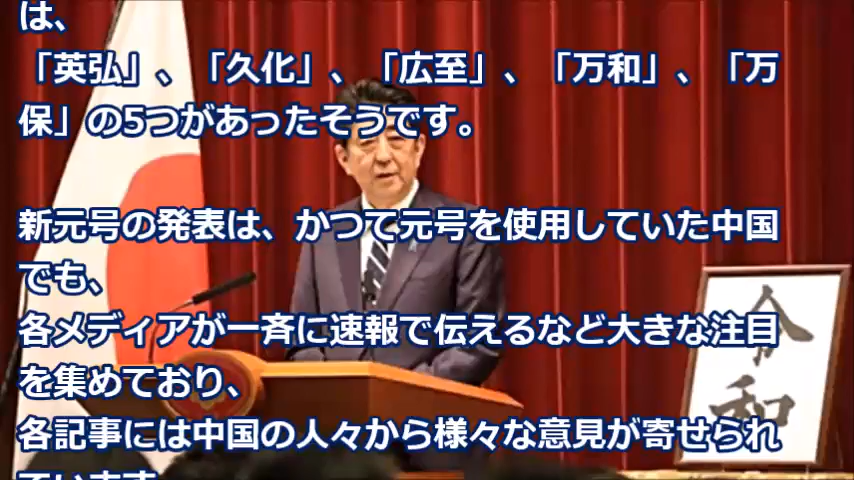 は、
「英弘」、「久化」、「広至」、「万和」、「万
保」の5つがあったそうです。
新元号の発表は、かつて元号を使用していた中国
でも、
各メディアが一斉に速報で伝えるなど大きな注目
を集めており、
各記事には中国の人々から様々な意見が寄せられ
ています
令和